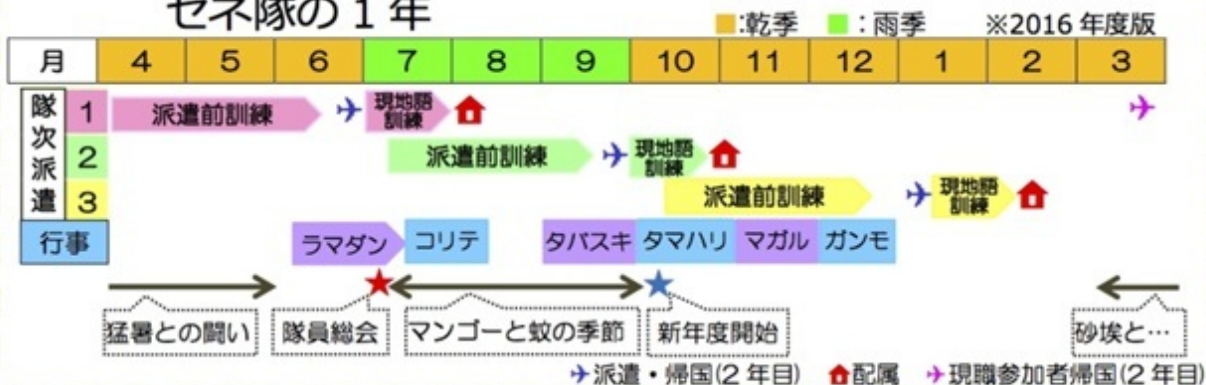 セネ隊の1年
■:乾季 ■:雨季 ※2016年度版
月 4 5 6 7 8 9 10 11 12 1 2 3
隊次派遣
1 派遣前訓練 現地語訓練
2 派遣前訓練 現地語訓練
3 派遣前訓練 現地語訓練
行事 ラマダン コリテ タバスキ タマハリ マガル ガンモ
猛暑との闘い 隊員総会 マンゴーと蚊の季節 新年度開始 砂埃と…
派遣・帰国(2年目) 配属 現職参加者帰国(2年目)